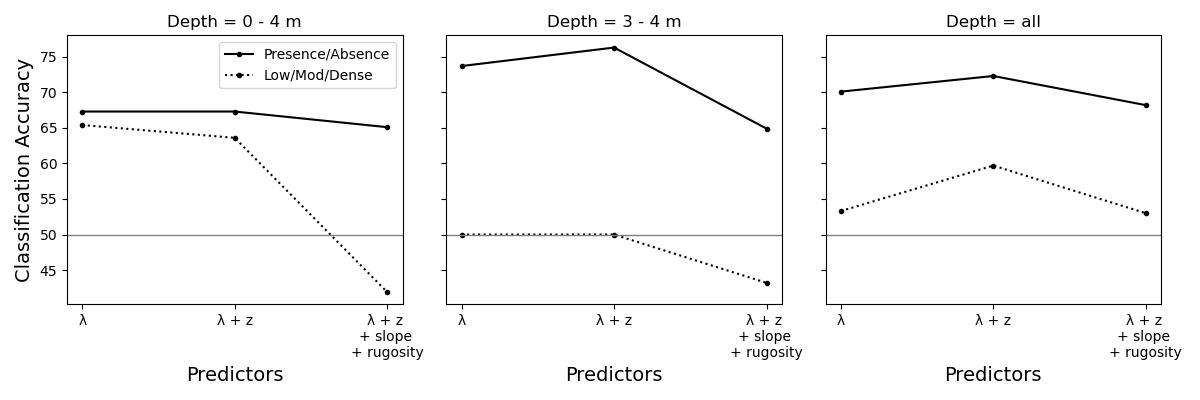 Depth = 0 - 4 m
Depth = 3 - 4 m
Depth = all
Classification Accuracy
75
70
65
60
55
50
45
Presence/Absence
Low/Mod/Dense
λ
λ + z
λ + z
+ slope
+ rugosity
λ
λ + z
λ + z
+ slope
+ rugosity
λ
λ + z
λ + z
+ slope
+ rugosity
Predictors
Predictors
Predictors